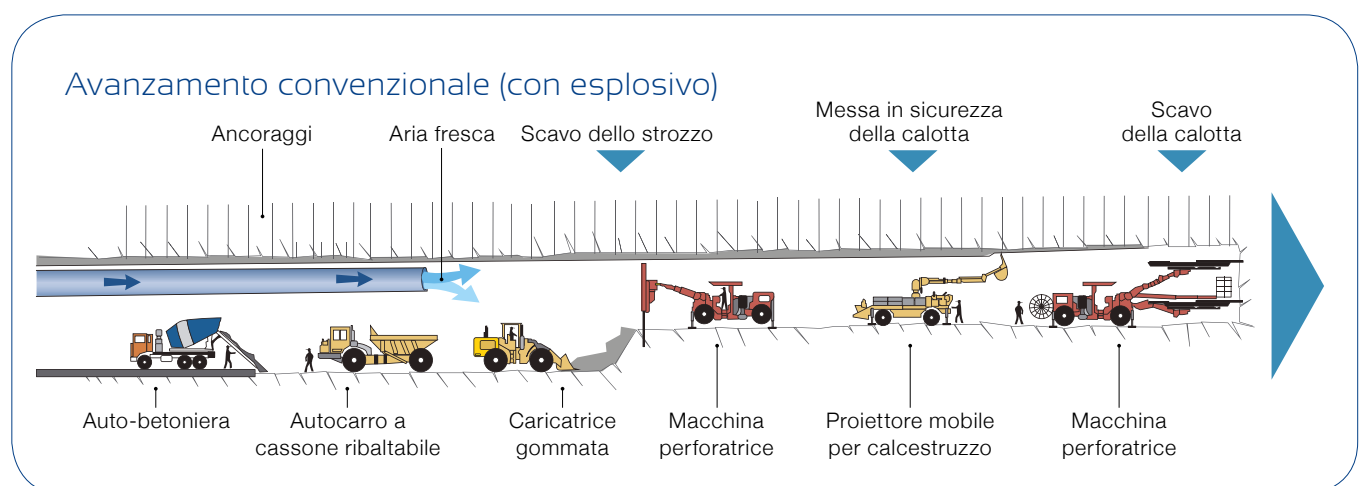 Avanzamento convenzionale (con esplosivo)
Ancoraggi
Aria fresca
Scavo dello strozzo
Messa in sicurezza
della calotta
Scavo
della calotta
Auto-betoniera
Autocarro a
cassone ribaltabile
Caricatrice
gommata
Macchina
perforatrice
Proiettore mobile
per calcestruzzo
Macchina
perforatrice